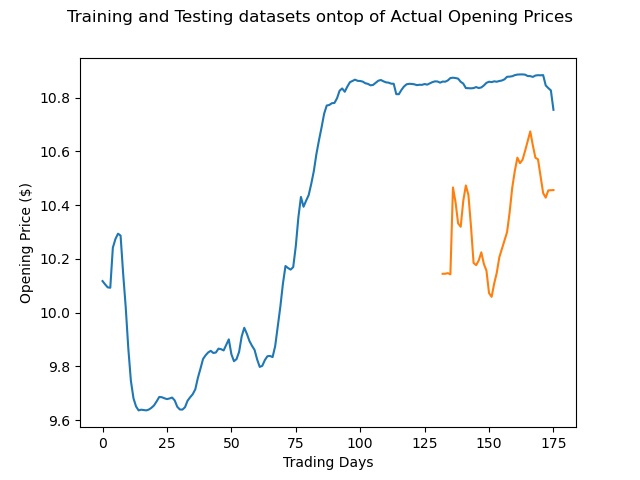 Training and Testing datasets ontop of Actual Opening Prices
Opening Price ($)
10.8
10.6
10.4
10.2
10.0
9.8
9.6
0 25 50 75 100 125 150 175
Trading Days